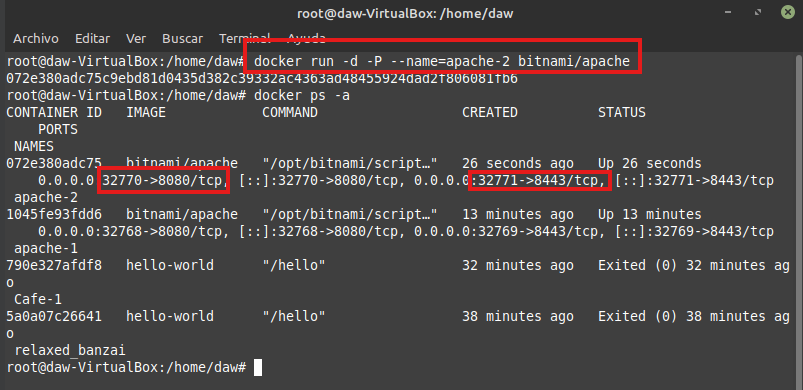 root@daw-VirtualBox: /home/daw
Archivo Editar Ver Buscar Terminal Ayuda
root@daw-VirtualBox:/home/daw# docker run -d -P --name=apache-2 bitnami/apache
072e380adc75c9ebd81d0435d382c39332ac4363ad48455924dad2f806081fb6
root@daw-VirtualBox:/home/daw# docker ps -a
CONTAINER ID IMAGE COMMAND CREATED STATUS
PORTS
NAMES
072e380adc75 bitnami/apache "/opt/bitnami/script…" 26 seconds ago Up 26 seconds
0.0.0.0:32770->8080/tcp, [::]:32770->8080/tcp, 0.0.0.0:32771->8443/tcp, [::]:32771->8443/tcp
apache-2
1045fe93fdd6 bitnami/apache "/opt/bitnami/script…" 13 minutes ago Up 13 minutes
0.0.0.0:32768->8080/tcp, [::]:32768->8080/tcp, 0.0.0.0:32769->8443/tcp, [::]:32769->8443/tcp
apache-1
790e327afdf8 hello-world "/hello" 32 minutes ago Exited (0) 32 minutes ag
o
Cafe-1
5a0a07c26641 hello-world "/hello" 38 minutes ago Exited (0) 38 minutes ag
o
relaxed_banzai
root@daw-VirtualBox:/home/daw#